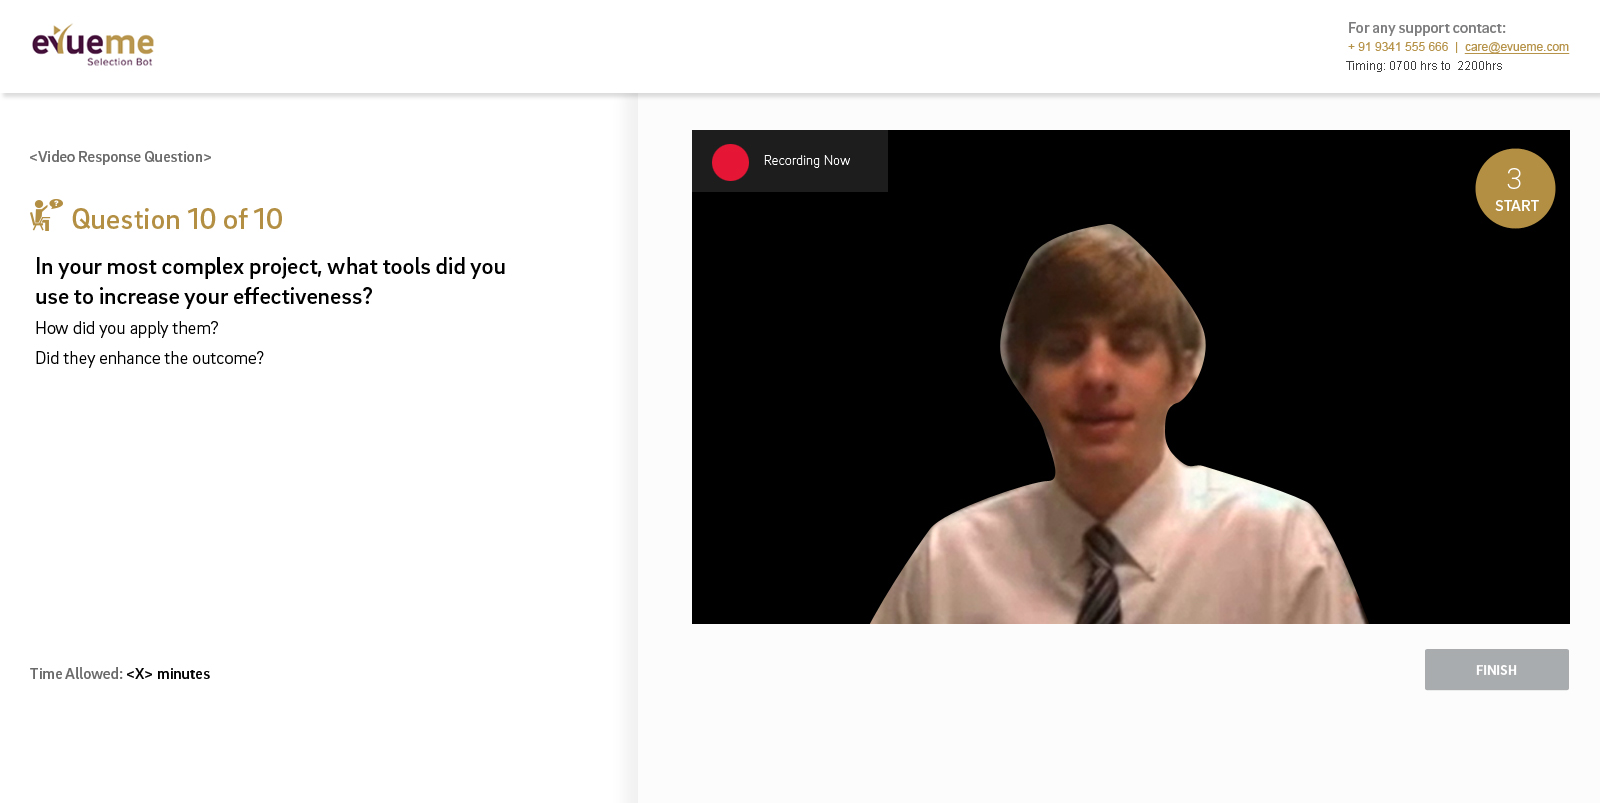 evueme
Selection Bot
For any support contact:
+ 91 9341 555 666 | care@evueme.com
Timing: 0700 hrs to 2200hrs
<Video Response Question>
?
Question 10 of 10
In your most complex project, what tools did you
use to increase your effectiveness?
How did you apply them?
Did they enhance the outcome?
Time Allowed: <X> minutes
Recording Now
3
START
FINISH